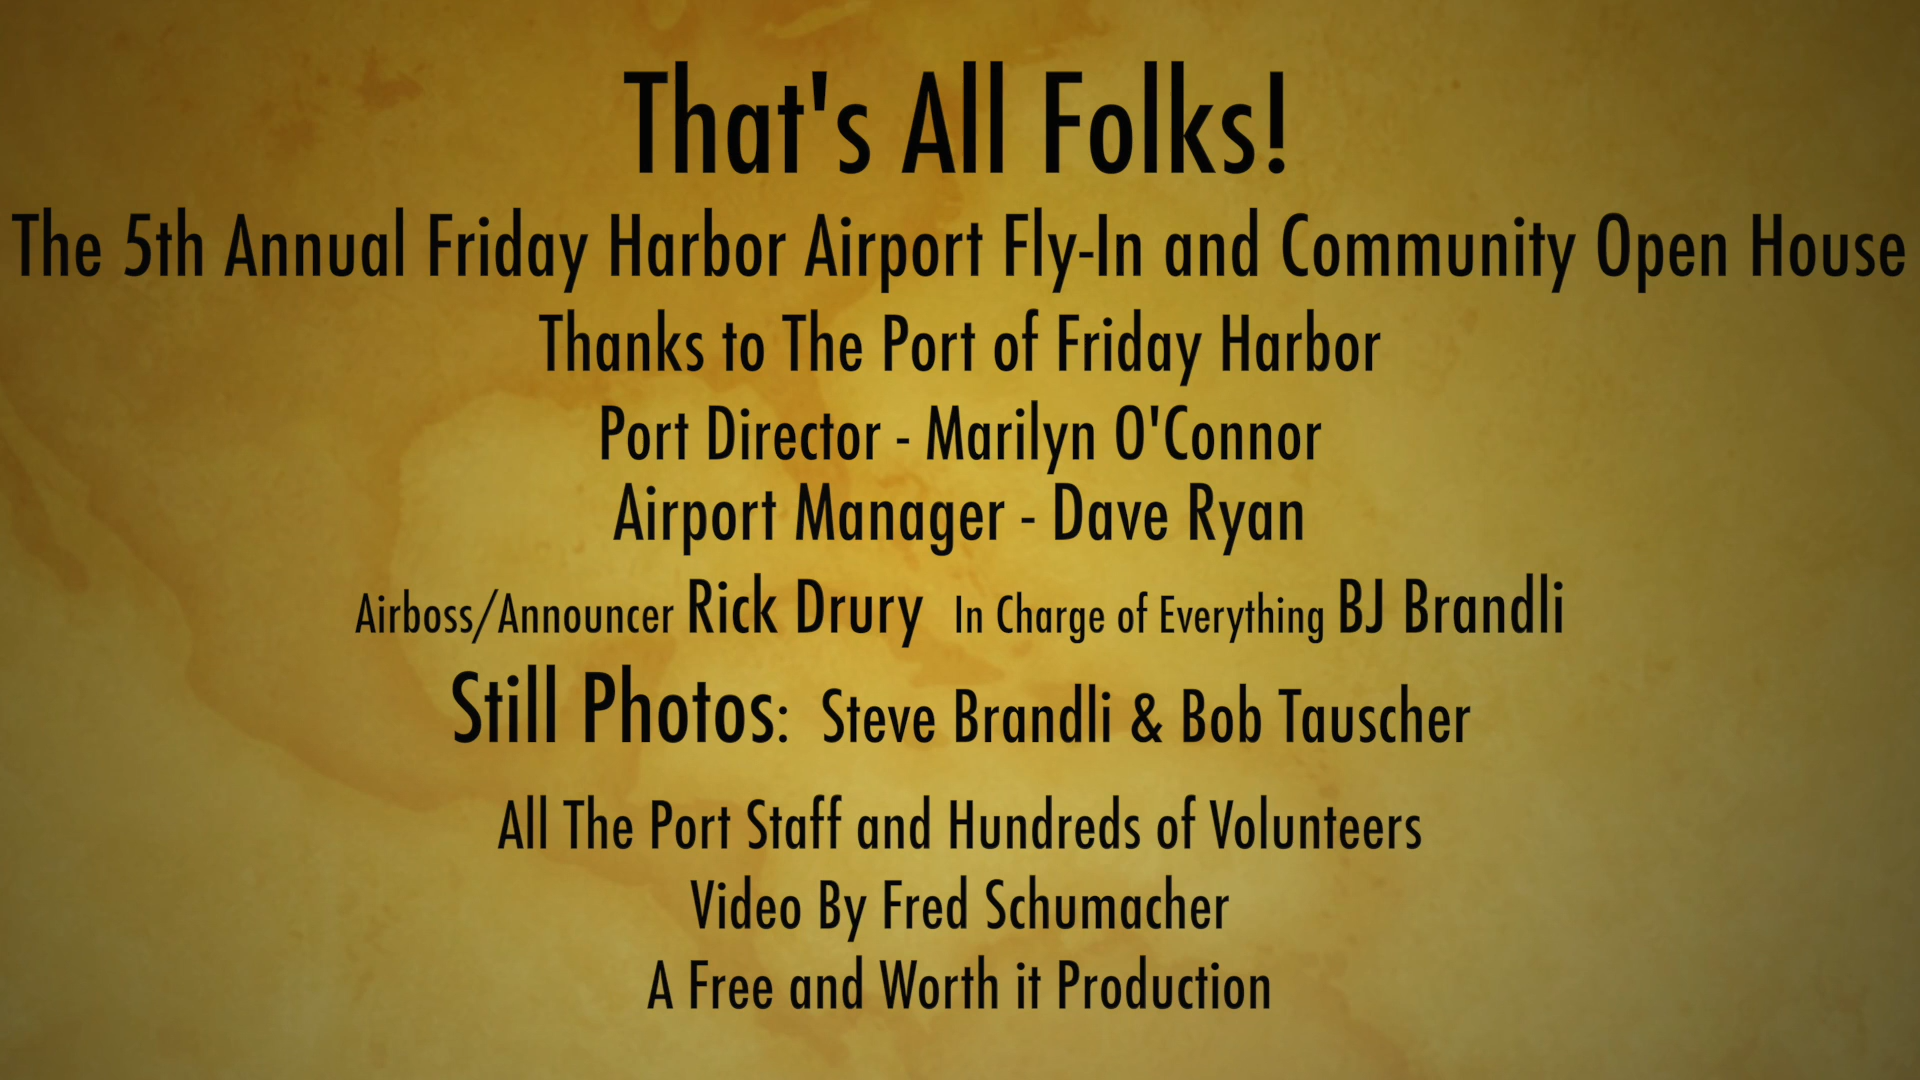 That's All Folks!
The 5th Annual Friday Harbor Airport Fly-In and Community Open House
Thanks to The Port of Friday Harbor
Port Director - Marilyn O'Connor
Airport Manager - Dave Ryan
Airboss/Announcer Rick Drury In Charge of Everything BJ Brandli
Still Photos: Steve Brandli & Bob Tauscher
All The Port Staff and Hundreds of Volunteers
Video By Fred Schumacher
A Free and Worth it Production